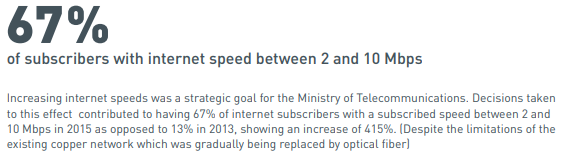 67%
of subscribers with internet speed between 2 and 10 Mbps
Increasing internet speeds was a strategic goal for the Ministry of Telecommunications. Decisions taken
to this effect  contributed to having 67% of internet subscribers with a subscribed speed between 2 and
10 Mbps in 2015 as opposed to 13% in 2013, showing an increase of 415%. (Despite the limitations of the
existing copper network which was gradually being replaced by optical fiber)